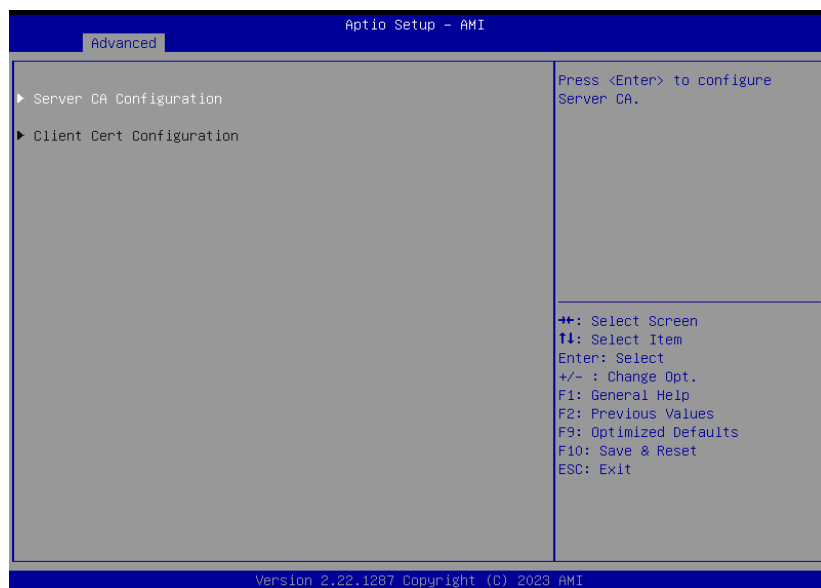 Aptio Setup – AMI
Advanced
Server CA Configuration
Client Cert Configuration
Press <Enter> to configure
Server CA.
→←: Select Screen
↑↓: Select Item
Enter: Select
+/- : Change Opt.
F1: General Help
F2: Previous Values
F9: Optimized Defaults
F10: Save & Reset
ESC: Exit
Version 2.22.1287 Copyright (C) 2023 AMI